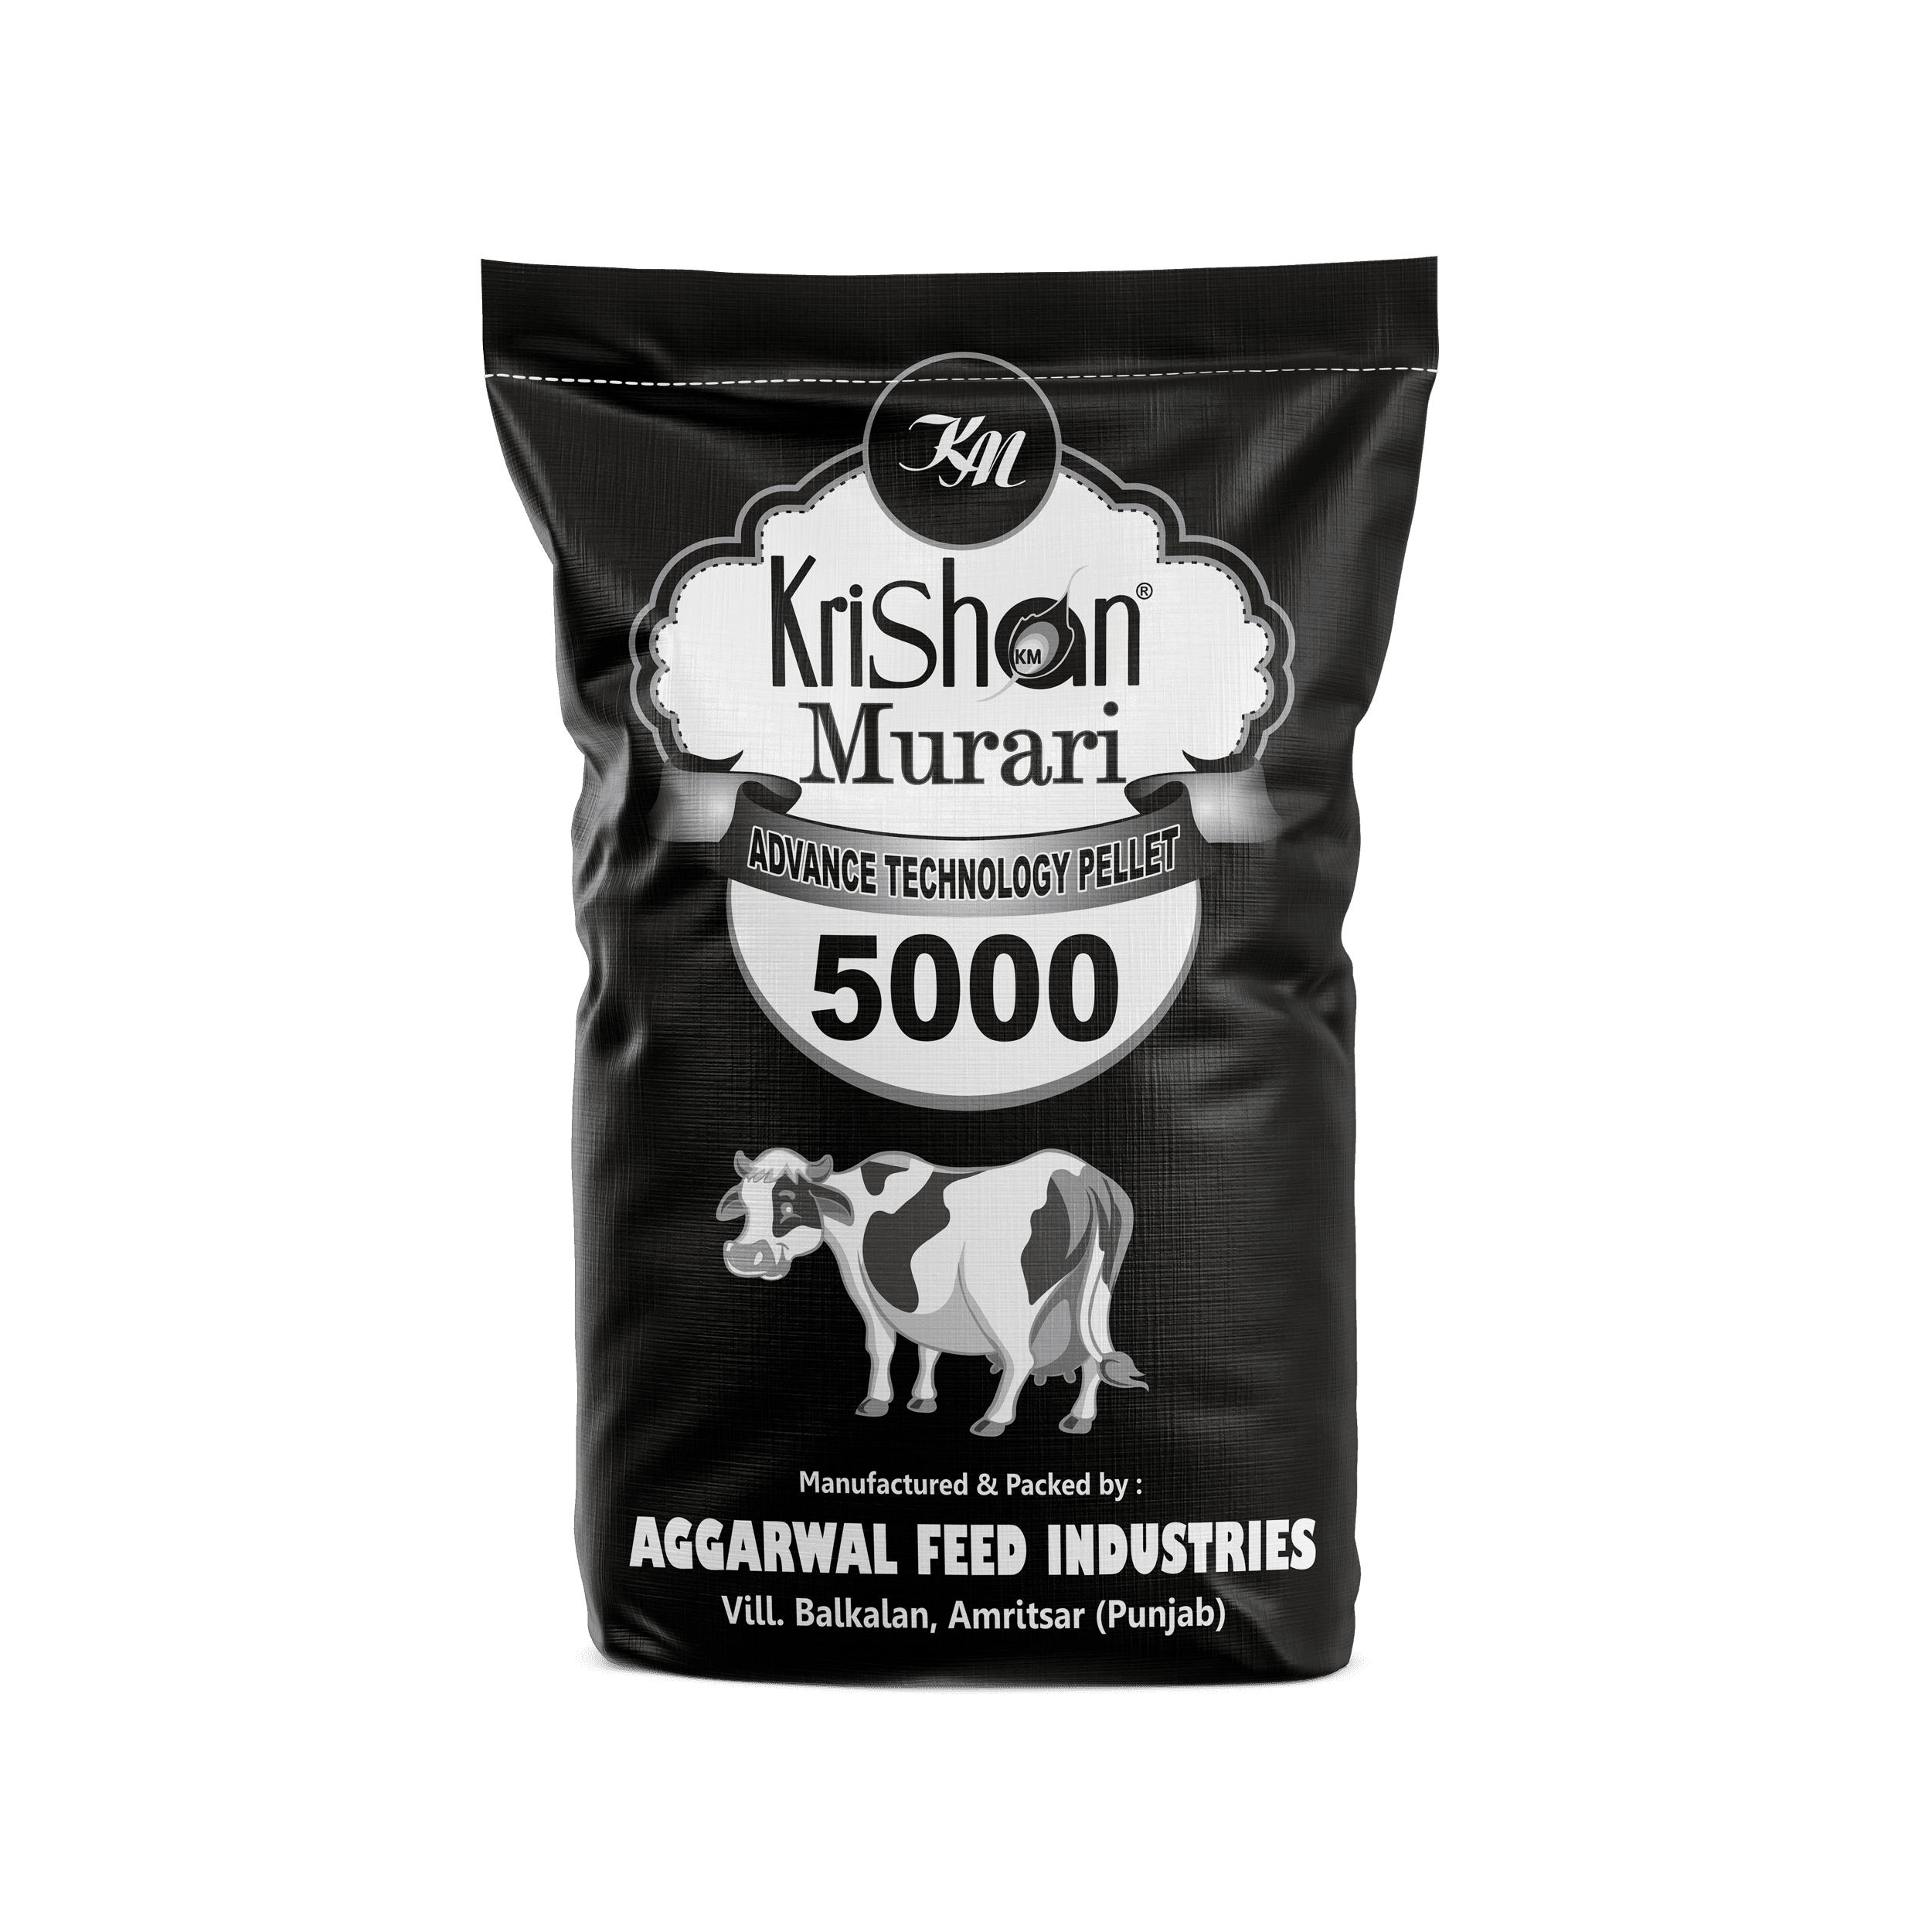 KM
KriShan®
KM
Murari
ADVANCE TECHNOLOGY PELLET
5000
Manufactured & Packed by :
AGGARWAL FEED INDUSTRIES
Vill. Balkalan, Amritsar (Punjab)